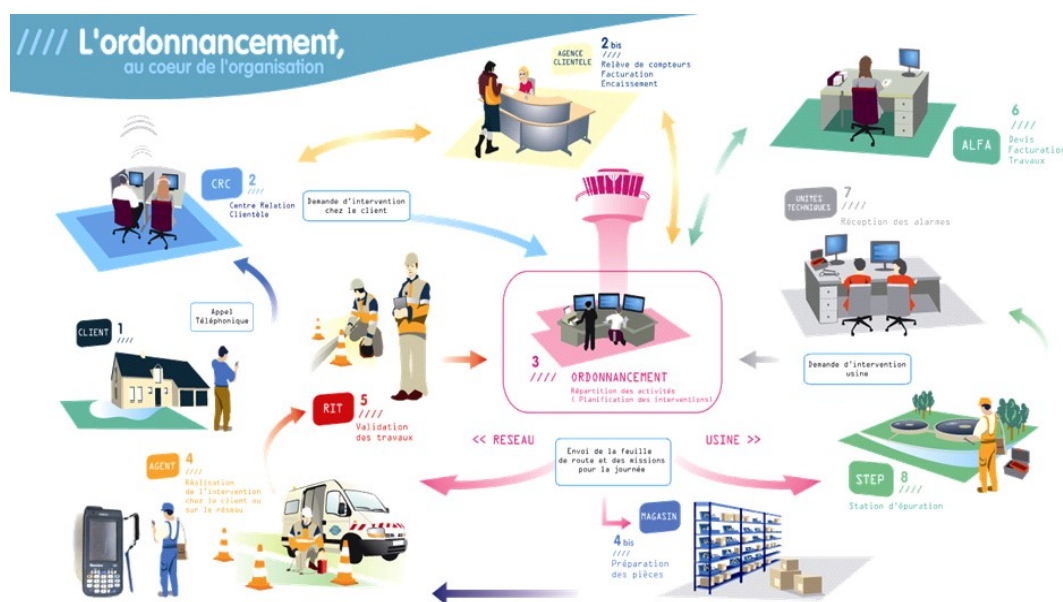 //// L'ordonnancement,
au coeur de l'organisation
AGENCE
CLIENTELE
2 bis
////
Relève de compteurs
Facturation
Encaissement
6
////
ALFA
Devis
Facturation
Travaux
CRC
2
////
Centre Relation
Clientèle
Demande d'intervention
chez le client
UNITES
TECHNIQUES
7
////
Réception des alarmes
Appel
Téléphonique
CLIENT
1
////
3
////
ORDONNANCEMENT
Répartition des activités
( Planification des interventions)
Demande d'intervention
usine
RIT
5
////
Validation
des travaux
<< RESEAU
USINE >>
Envoi de la feuille
de route et des missions
pour la journée
AGENT
4
////
Réalisation
de l'intervention
chez le client ou
sur le réseau
STEP
8
////
Station d'épuration
MAGASIN
4 bis
////
Préparation
des pièces